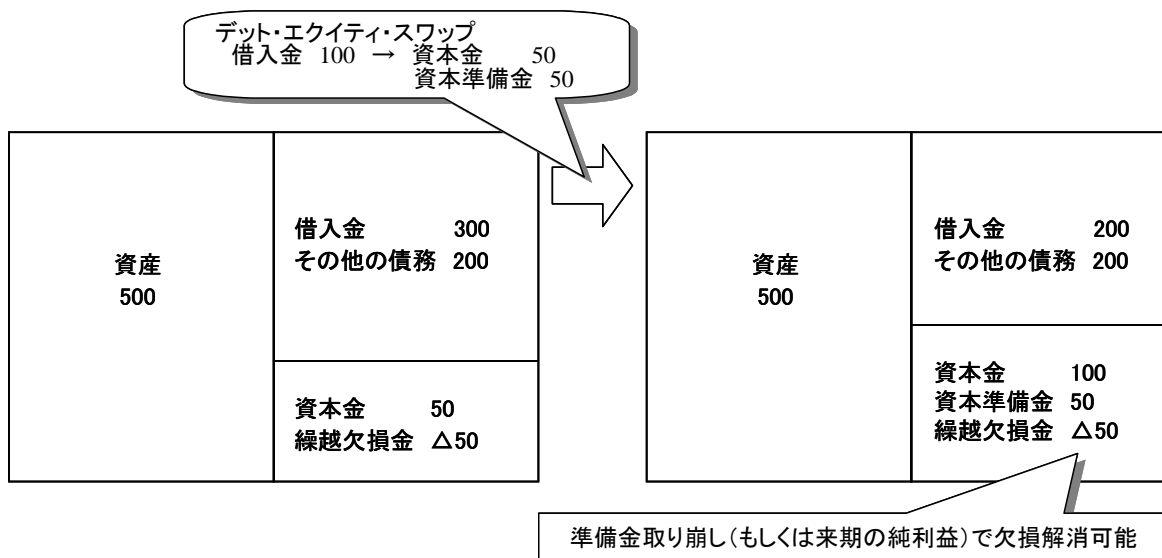 デット・エクイティ・スワップ
借入金 100 → 資本金 50
資本準備金 50
資産
500
借入金 300
その他の債務 200
資本金 50
繰越欠損金 △50
資産
500
借入金 200
その他の債務 200
資本金 100
資本準備金 50
繰越欠損金 △50
準備金取り崩し(もしくは来期の純利益)で欠損解消可能